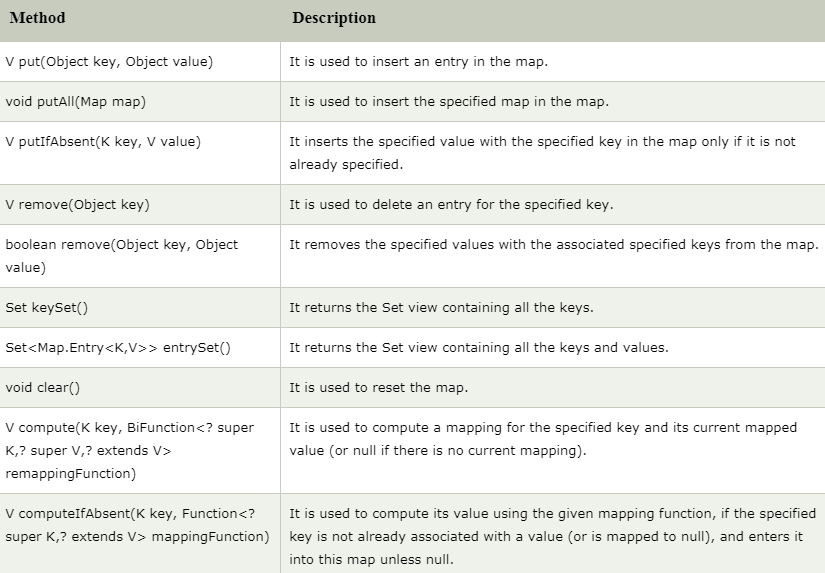 Method Description
V put(Object key, Object value) It is used to insert an entry in the map.
void putAll(Map map) It is used to insert the specified map in the map.
V putIfAbsent(K key, V value) It inserts the specified value with the specified key in the map only if it is not
already specified.
V remove(Object key) It is used to delete an entry for the specified key.
boolean remove(Object key, Object
value)
It removes the specified values with the associated specified keys from the map.
Set keySet() It returns the Set view containing all the keys.
Set<Map.Entry<K,V>> entrySet() It returns the Set view containing all the keys and values.
void clear() It is used to reset the map.
V compute(K key, BiFunction<? super
K,? super V,? extends V>
remappingFunction)
It is used to compute a mapping for the specified key and its current mapped
value (or null if there is no current mapping).
V computeIfAbsent(K key, Function<?
super K,? extends V> mappingFunction)
It is used to compute its value using the given mapping function, if the specified
key is not already associated with a value (or is mapped to null), and enters it
into this map unless null.